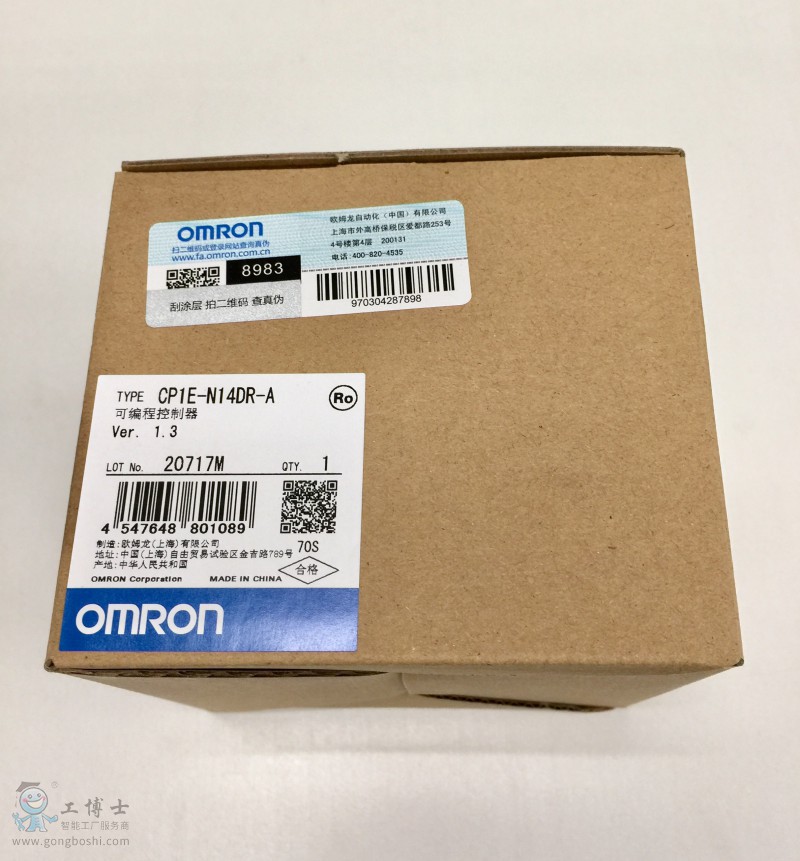 OMRON
扫二维码或登录网站查询真伪
www.fa.omron.com.cn
8983
刮涂层 拍二维码 查真伪
欧姆龙自动化（中国）有限公司
上海市外高桥保税区爱都路253号
4号楼第4层 200131
电话:400-820-4535
970304287898
TYPE CP1E-N14DR-A
Ro
可编程控制器
Ver. 1.3
LOT No. 20717M QTY. 1
4 547648 801089
70S
制造:欧姆龙(上海)有限公司
地址:中国(上海)自由贸易试验区金吉路789号
产地:中华人民共和国
合格
OMRON Corporation MADE IN CHINA
OMRON
工博士
®
智能工厂服务商
www.gongboshi.com